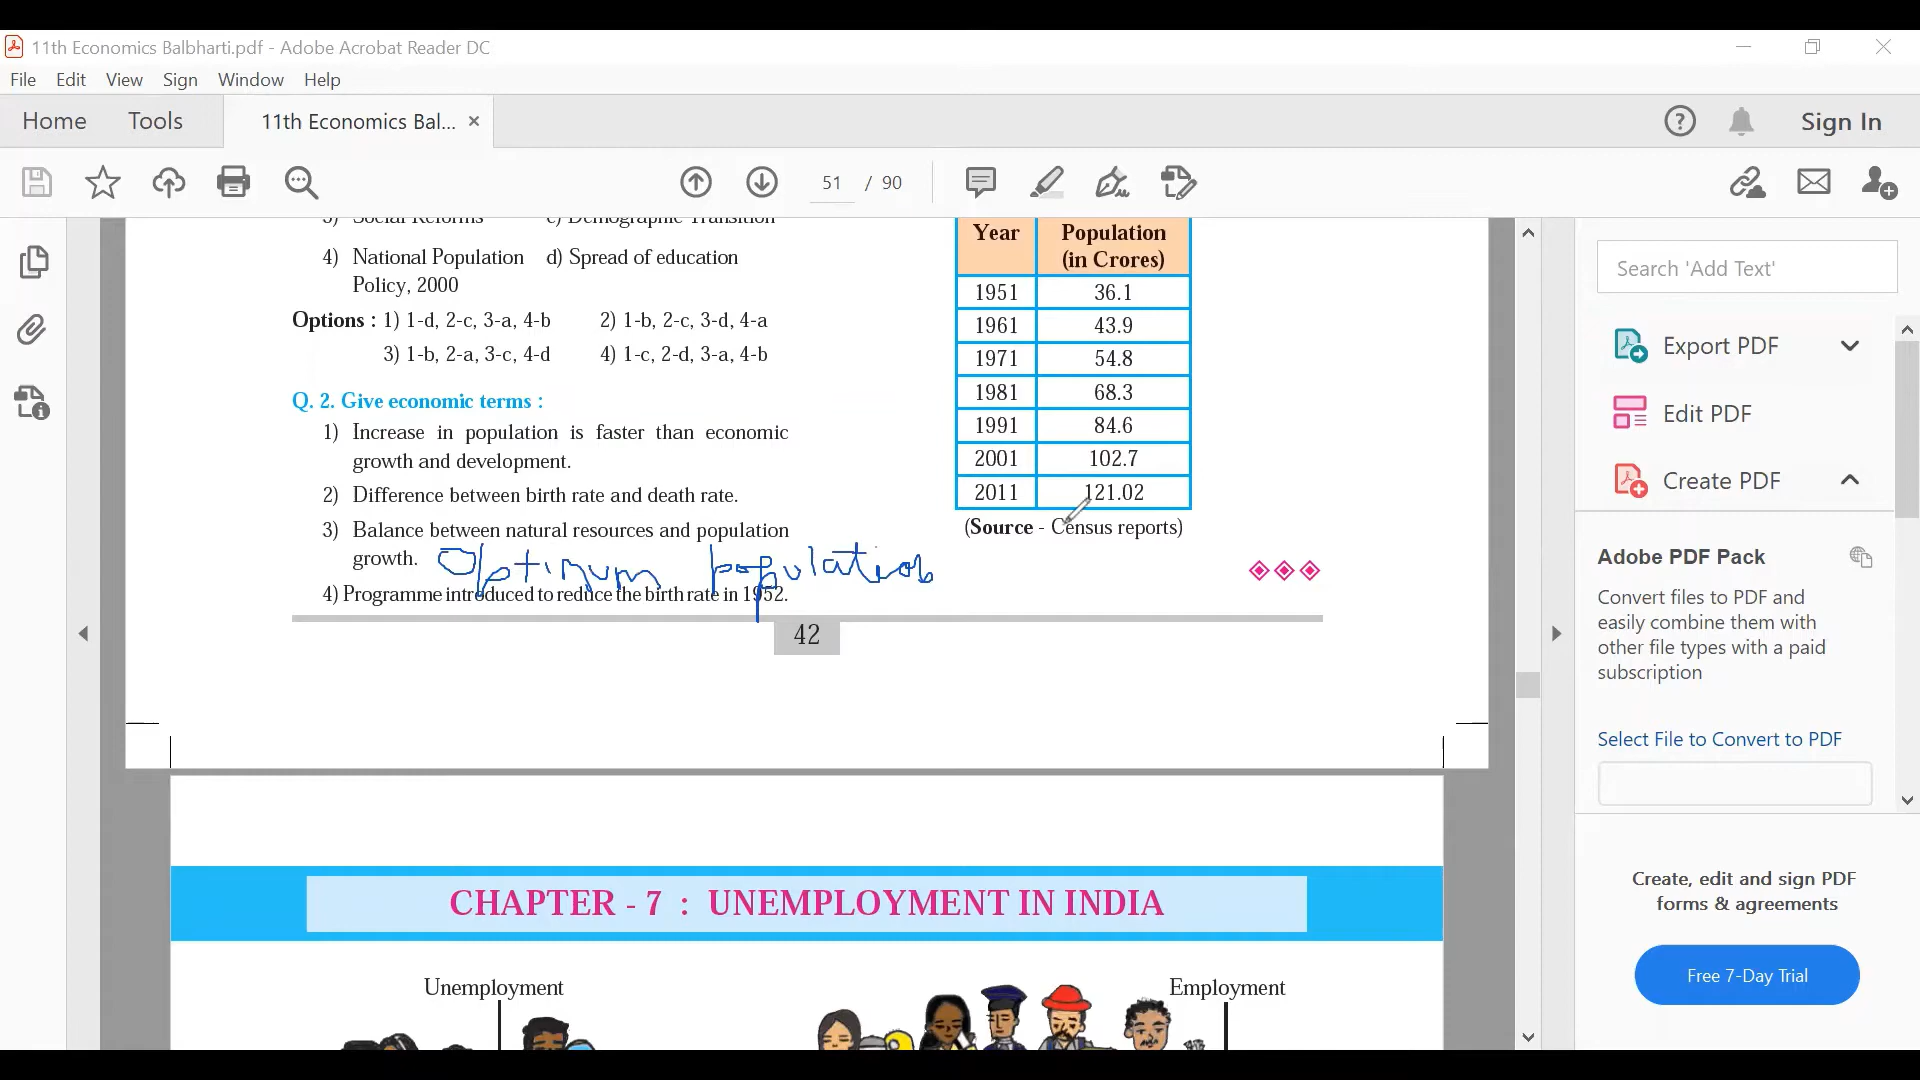 11th Economics Balbharti.pdf - Adobe Acrobat Reader DC
File Edit View Sign Window Help
Home Tools 11th Economics Bal... × Sign In
51 / 90
3) Social Reforms c) Demographic Transition
4) National Population d) Spread of education
Policy, 2000
Options : 1) 1-d, 2-c, 3-a, 4-b 2) 1-b, 2-c, 3-d, 4-a
3) 1-b, 2-a, 3-c, 4-d 4) 1-c, 2-d, 3-a, 4-b
Q. 2. Give economic terms :
1) Increase in population is faster than economic
growth and development.
2) Difference between birth rate and death rate.
3) Balance between natural resources and population
growth. Optinum population
4) Programme introduced to reduce the birth rate in 1952.
Year Population
(in Crores)
1951 36.1
1961 43.9
1971 54.8
1981 68.3
1991 84.6
2001 102.7
2011 121.02
(Source - Census reports)
42
CHAPTER - 7 : UNEMPLOYMENT IN INDIA
Unemployment Employment
Search 'Add Text'
Export PDF
Edit PDF
Create PDF
Adobe PDF Pack
Convert files to PDF and
easily combine them with
other file types with a paid
subscription
Select File to Convert to PDF
Create, edit and sign PDF
forms & agreements
Free 7-Day Trial